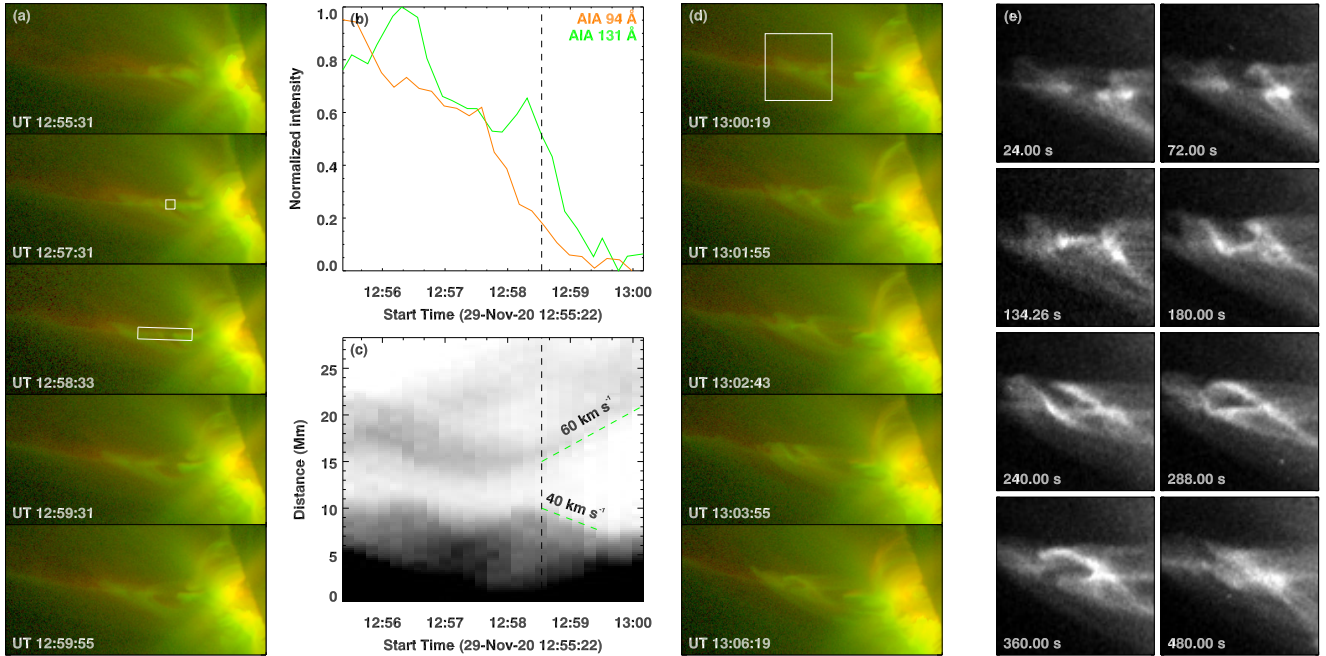 (a)
UT 12:55:31
UT 12:57:31
UT 12:58:33
UT 12:59:31
UT 12:59:55
(b)
AIA 94 Å
AIA 131 Å
Normalized intensity
1.0
0.8
0.6
0.4
0.2
0.0
12:56 12:57 12:58 12:59 13:00
Start Time (29-Nov-20 12:55:22)
(c)
Distance (Mm)
25
20
15
10
5
0
60 km s⁻¹
40 km s⁻¹
12:56 12:57 12:58 12:59 13:00
Start Time (29-Nov-20 12:55:22)
(d)
UT 13:00:19
UT 13:01:55
UT 13:02:43
UT 13:03:55
UT 13:06:19
(e)
24.00 s
72.00 s
134.26 s
180.00 s
240.00 s
288.00 s
360.00 s
480.00 s